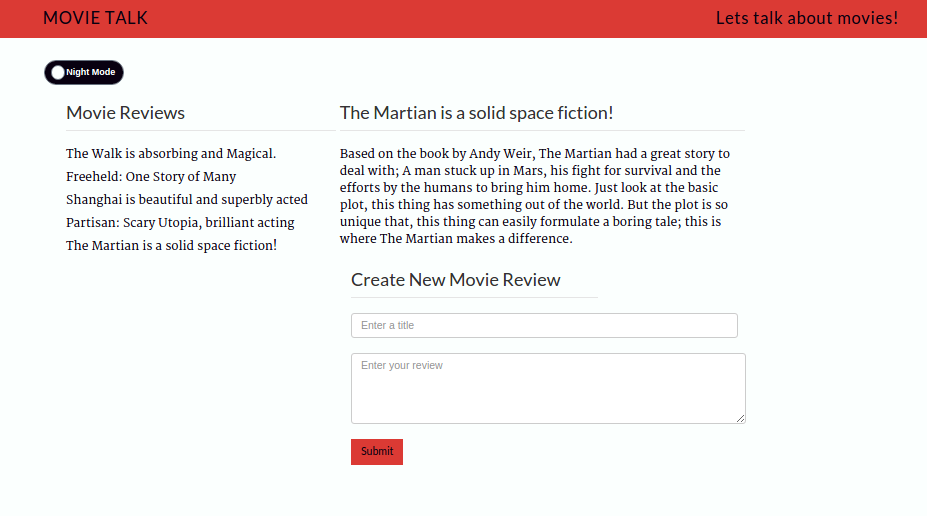 MOVIE TALK
Lets talk about movies!
Night Mode
Movie Reviews
The Walk is absorbing and Magical.
Freeheld: One Story of Many
Shanghai is beautiful and superbly acted
Partisan: Scary Utopia, brilliant acting
The Martian is a solid space fiction!
The Martian is a solid space fiction!
Based on the book by Andy Weir, The Martian had a great story to
deal with; A man stuck up in Mars, his fight for survival and the
efforts by the humans to bring him home. Just look at the basic
plot, this thing has something out of the world. But the plot is so
unique that, this thing can easily formulate a boring tale; this is
where The Martian makes a difference.
Create New Movie Review
Enter a title
Enter your review
Submit